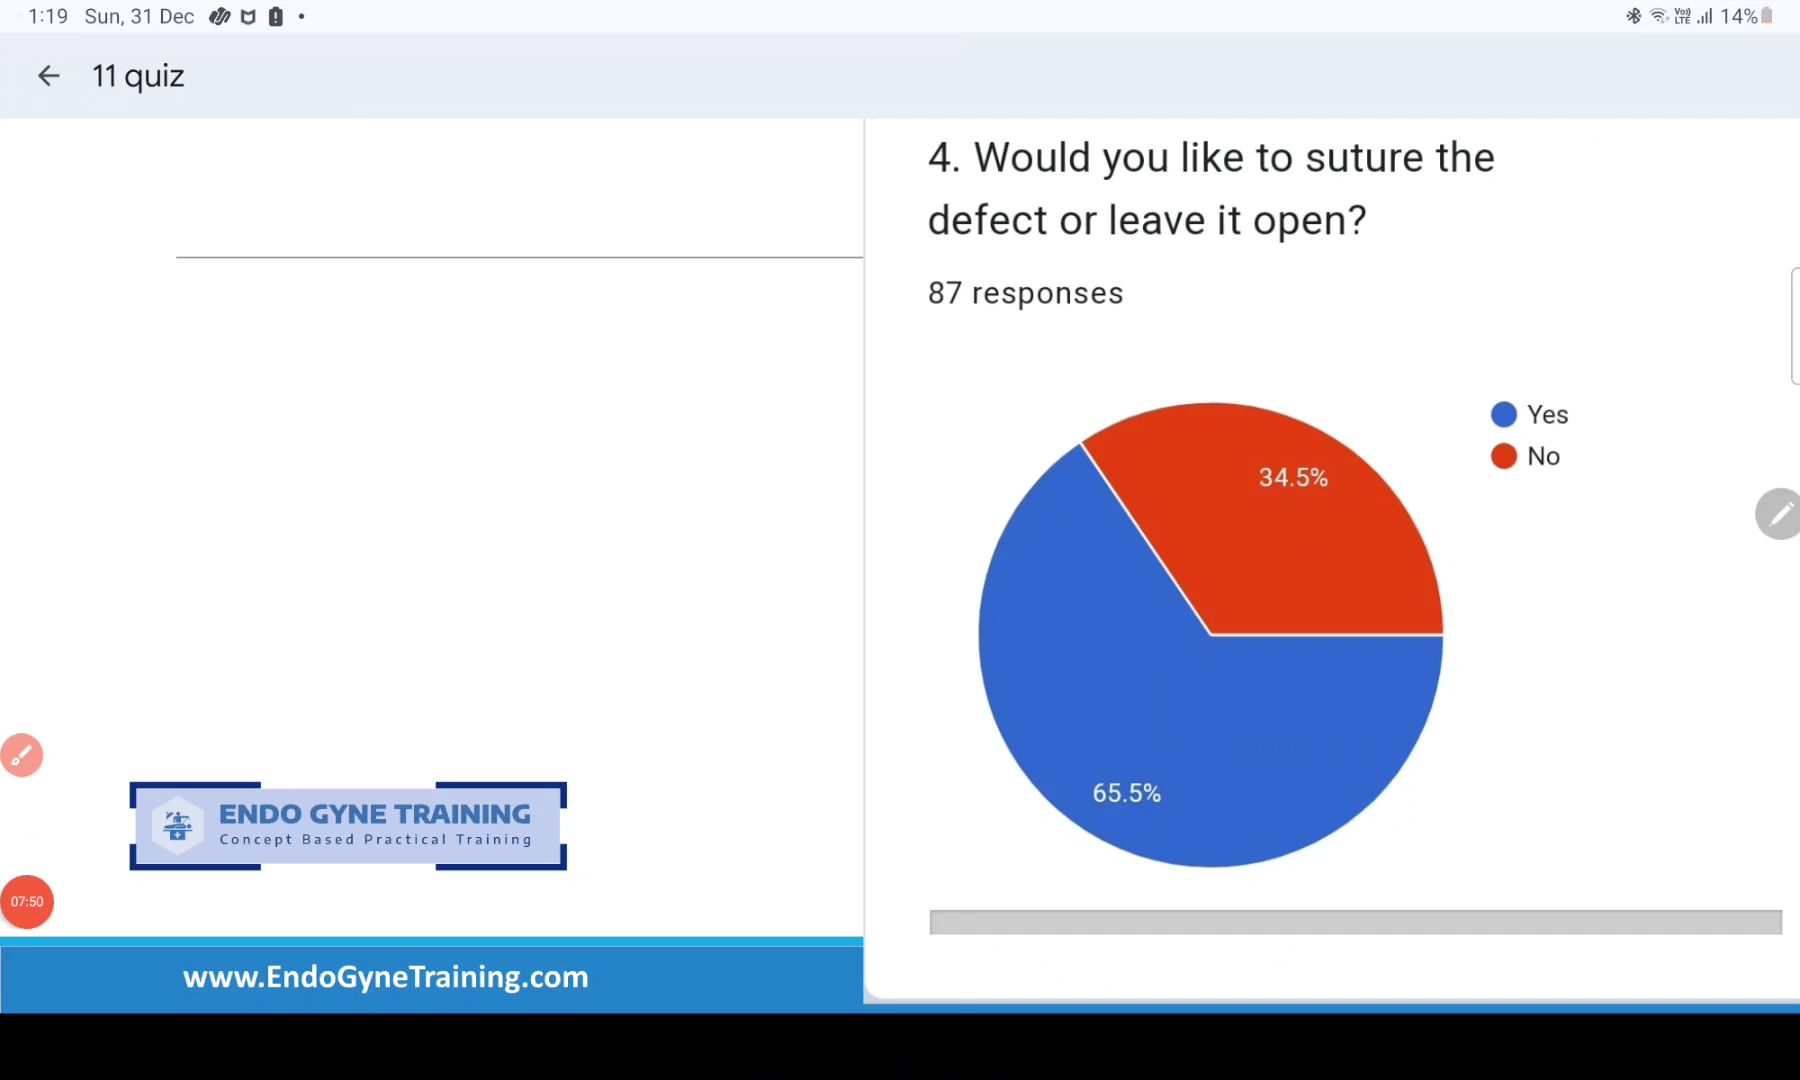 1:19 Sun, 31 Dec
Vo)) LTE 14%
11 quiz
4. Would you like to suture the
defect or leave it open?
87 responses
Yes
No
34.5%
65.5%
ENDO GYNE TRAINING
Concept Based Practical Training
07:50
www.EndoGyneTraining.com